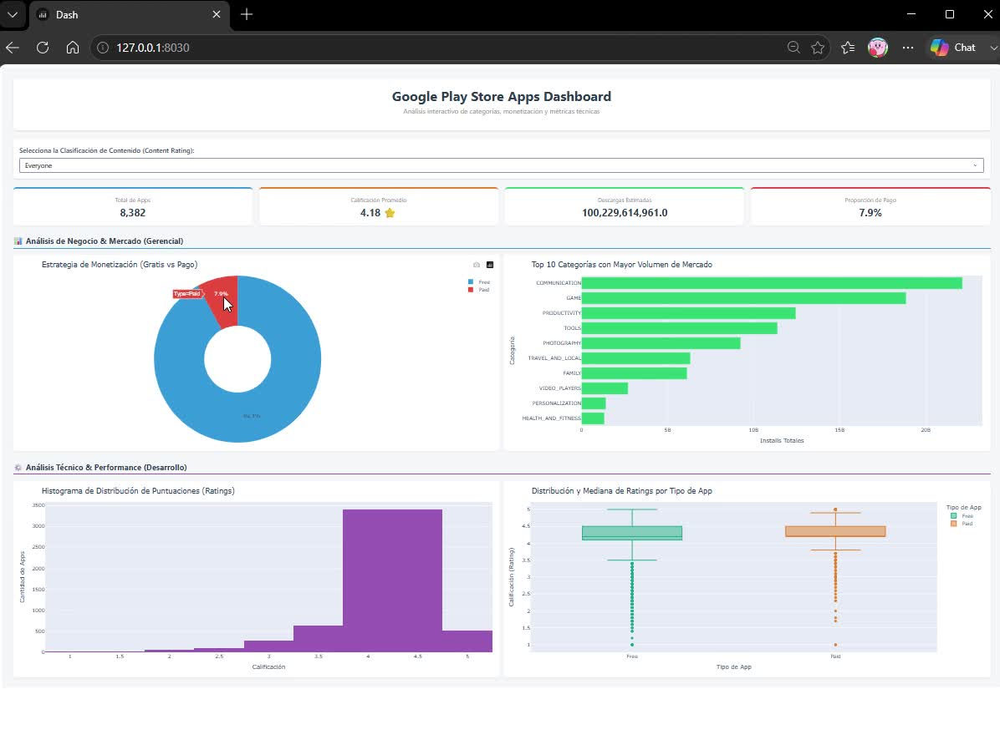 Dash
127.0.0.1:8030
Chat
Google Play Store Apps Dashboard
Análisis interactivo de categorías, monetización y métricas técnicas
Selecciona la Clasificación de Contenido (Content Rating):
Everyone
Total de Apps
8,382
Calificación Promedio
4.18 ⭐
Descargas Estimadas
100,229,614,961.0
Proporción de Pago
7.9%
Análisis de Negocio & Mercado (Gerencial)
Estrategia de Monetización (Gratis vs Pago)
Free
Paid
Type=Paid
7.9%
92.1%
Top 10 Categorías con Mayor Volumen de Mercado
Categoría
COMMUNICATION
GAME
PRODUCTIVITY
TOOLS
PHOTOGRAPHY
TRAVEL_AND_LOCAL
FAMILY
VIDEO_PLAYERS
PERSONALIZATION
HEALTH_AND_FITNESS
0 5B 10B 15B 20B
Installs Totales
Análisis Técnico & Performance (Desarrollo)
Histograma de Distribución de Puntuaciones (Ratings)
Cantidad de Apps
3500
3000
2500
2000
1500
1000
500
0
1 1.5 2 2.5 3 3.5 4 4.5 5
Calificación
Distribución y Mediana de Ratings por Tipo de App
Calificación (Rating)
5
4.5
4
3.5
3
2.5
2
1.5
1
Free Paid
Tipo de App
Tipo de App
Free
Paid